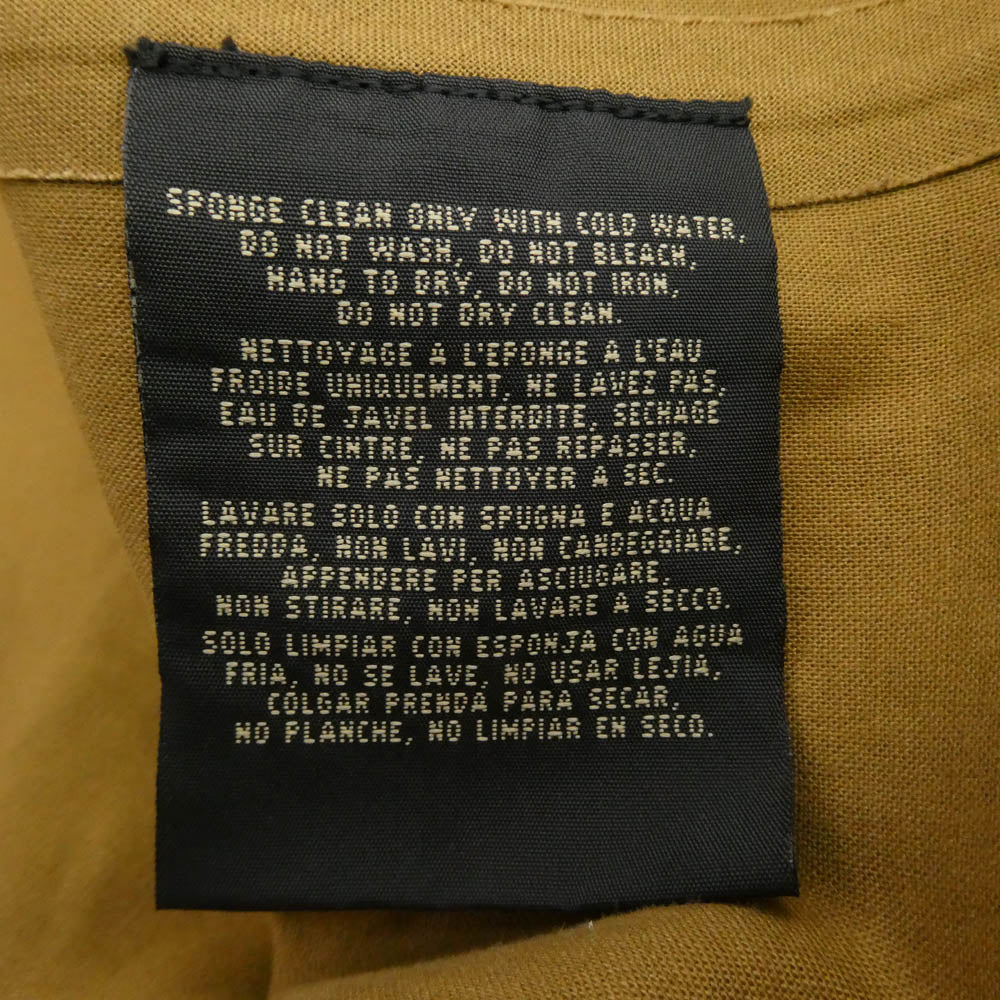 SPONGE CLEAN ONLY WITH COLD WATER,
DO NOT WASH, DO NOT BLEACH,
HANG TO DRY, DO NOT IRON,
DO NOT DRY CLEAN.
NETTOYAGE A L'EPONGE A L'EAU
FROIDE UNIQUEMENT, NE LAVEZ PAS,
EAU DE JAVEL INTERDITE, SECHAGE
SUR CINTRE, NE PAS REPASSER,
NE PAS NETTOYER A SEC.
LAVARE SOLO CON SPUGNA E ACQUA
FREDDA, NON LAVI, NON CANDEGGIARE,
APPENDERE PER ASCIUGARE,
NON STIRARE, NON LAVARE A SECCO.
SOLO LIMPIAR CON ESPONJA CON AGUA
FRIA, NO SE LAVE, NO USAR LEJIA,
CÓLGAR PRENDÁ PARA SECAR,
NO PLANCHE, NO LIMPIAR EN SECO.